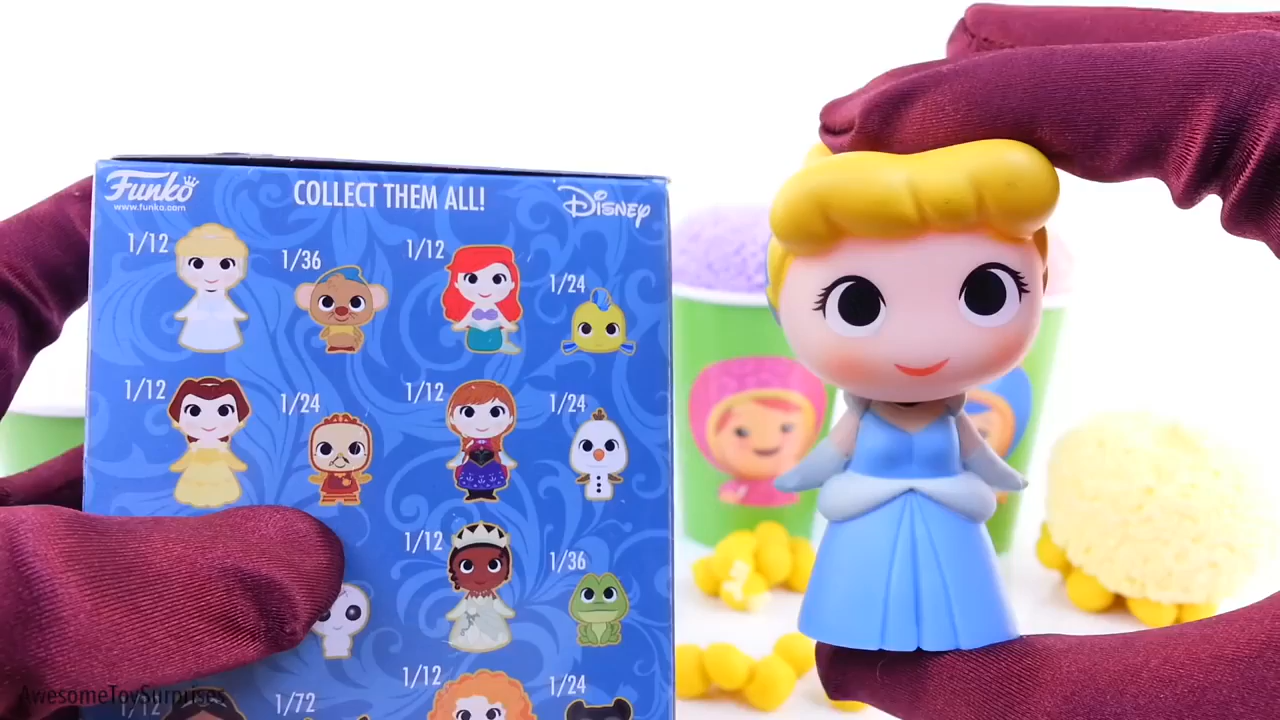 Funko
www.funko.com
COLLECT THEM ALL!
DISNEY
1/12
1/36
1/12
1/24
1/12
1/24
1/12
1/24
1/12
1/36
1/12
1/24
1/12
1/72
AwesomeToySurprises